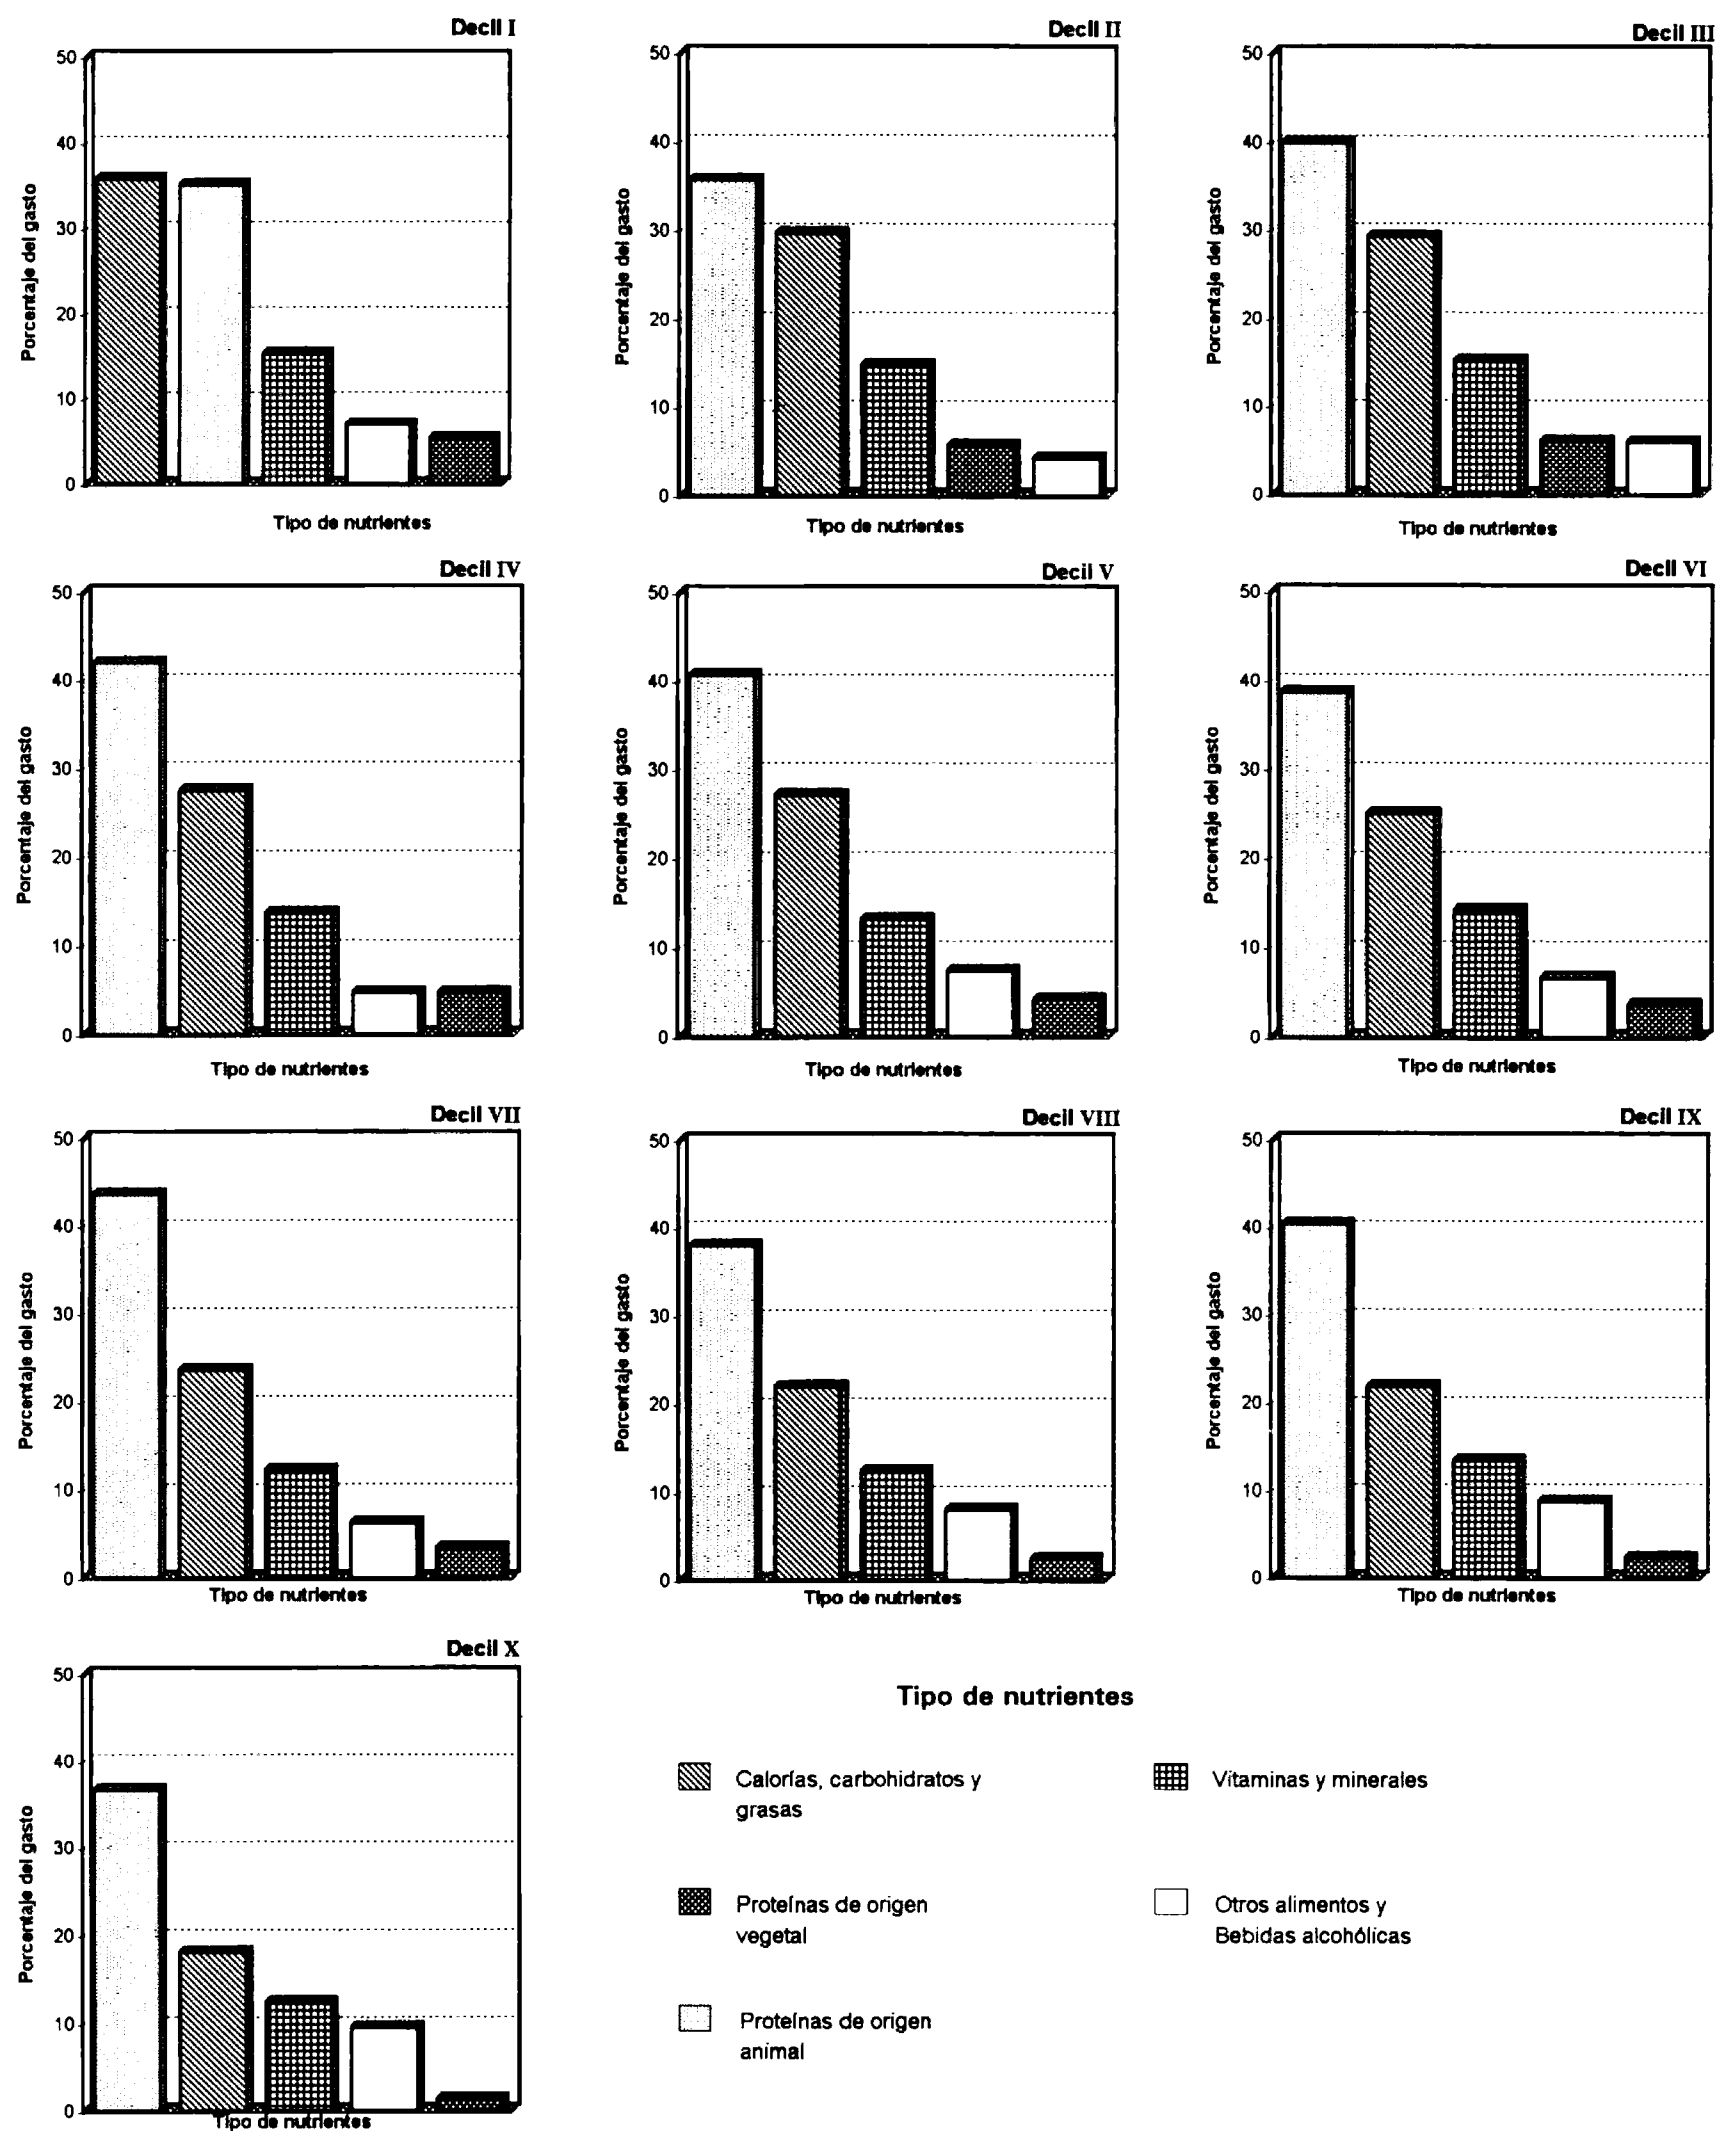 Decil I
50
40
30
20
10
0
Porcentaje del gasto
Tipo de nutrientes
Decil II
50
40
30
20
10
0
Porcentaje del gasto
Tipo de nutrientes
Decil III
50
40
30
20
10
0
Porcentaje del gasto
Tipo de nutrientes
Decil IV
50
40
30
20
10
0
Porcentaje del gasto
Tipo de nutrientes
Decil V
50
40
30
20
10
0
Porcentaje del gasto
Tipo de nutrientes
Decil VI
50
40
30
20
10
0
Porcentaje del gasto
Tipo de nutrientes
Decil VII
50
40
30
20
10
0
Porcentaje del gasto
Tipo de nutrientes
Decil VIII
50
40
30
20
10
0
Porcentaje del gasto
Tipo de nutrientes
Decil IX
50
40
30
20
10
0
Porcentaje del gasto
Tipo de nutrientes
Decil X
50
40
30
20
10
0
Porcentaje del gasto
Tipo de nutrientes
Tipo de nutrientes
Calorías, carbohidratos y
grasas
Vitaminas y minerales
Proteínas de origen
vegetal
Otros alimentos y
Bebidas alcohólicas
Proteínas de origen
animal